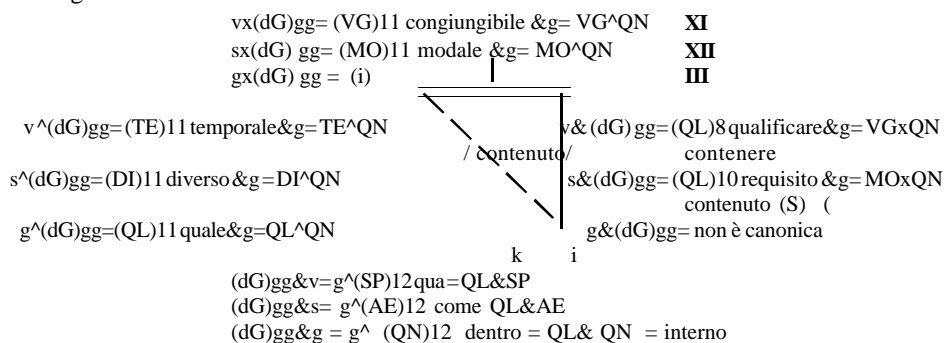 vx(dG)gg= (VG)11 congiungibile &g= VG^QN XI
sx(dG) gg= (MO)11 modale &g= MO^QN XII
gx(dG) gg = (i) III
v^(dG)gg=(TE)11 temporale&g=TE^QN v&(dG) gg=(QL)8 qualificare&g=VGxQN
/ contenuto/ contenere
s^(dG)gg=(DI)11 diverso &g=DI^QN s&(dG)gg=(QL)10 requisito &g=MOxQN
contenuto (S) (
g^(dG)gg=(QL)11 quale&g=QL^QN g&(dG)gg= non è canonica
k i
(dG)gg&v=g^(SP)12 qua=QL&SP
(dG)gg&s= g^(AE)12 come QL&AE
(dG)gg&g = g^ (QN)12 dentro = QL& QN = interno